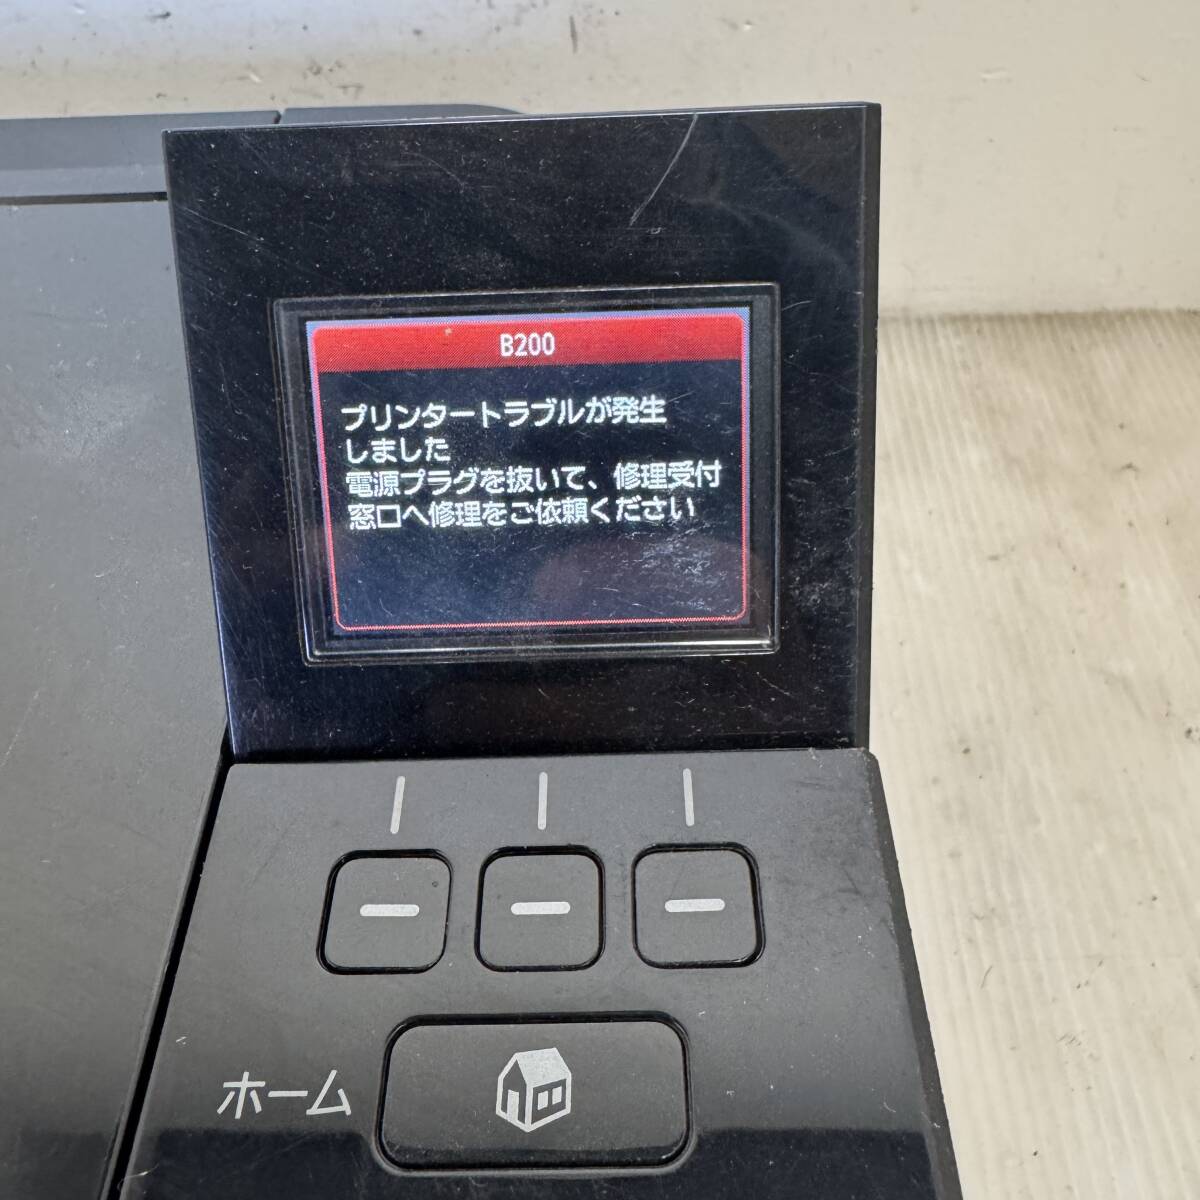 B200
プリンタートラブルが発生
しました
電源プラグを抜いて、修理受付
窓口へ修理をご依頼ください
ホーム